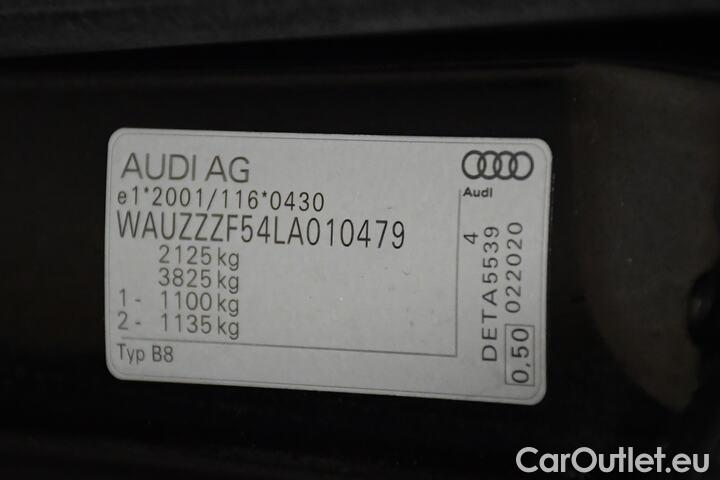 AUDI AG
e1*2001/116*0430
WAUZZZF54LA010479
2125 kg
3825 kg
1 - 1100 kg
2 - 1135 kg
Typ B8
Audi
4
DETA5539
0,50 022020
CarOutlet.eu